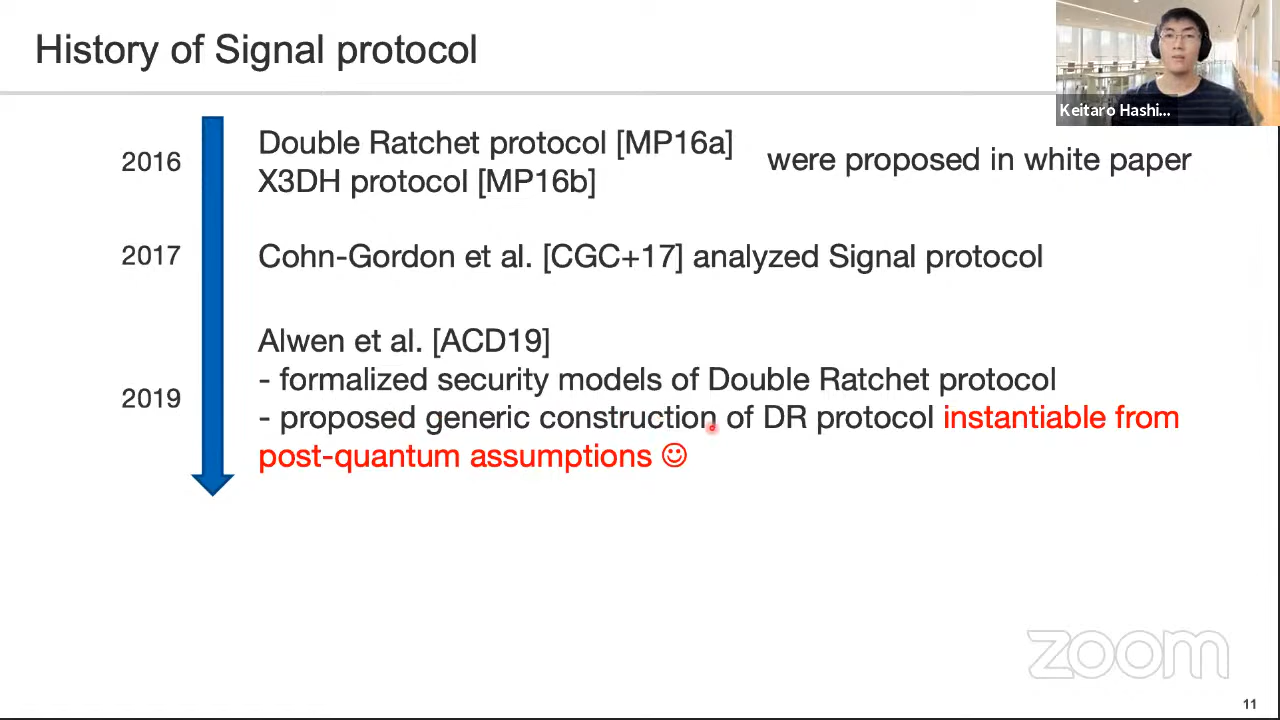 History of Signal protocol
Keitaro Hashi...
2016
Double Ratchet protocol [MP16a]
X3DH protocol [MP16b]
were proposed in white paper
2017
Cohn-Gordon et al. [CGC+17] analyzed Signal protocol
2019
Alwen et al. [ACD19]
- formalized security models of Double Ratchet protocol
- proposed generic construction of DR protocol instantiable from
post-quantum assumptions ☺
zoom
11